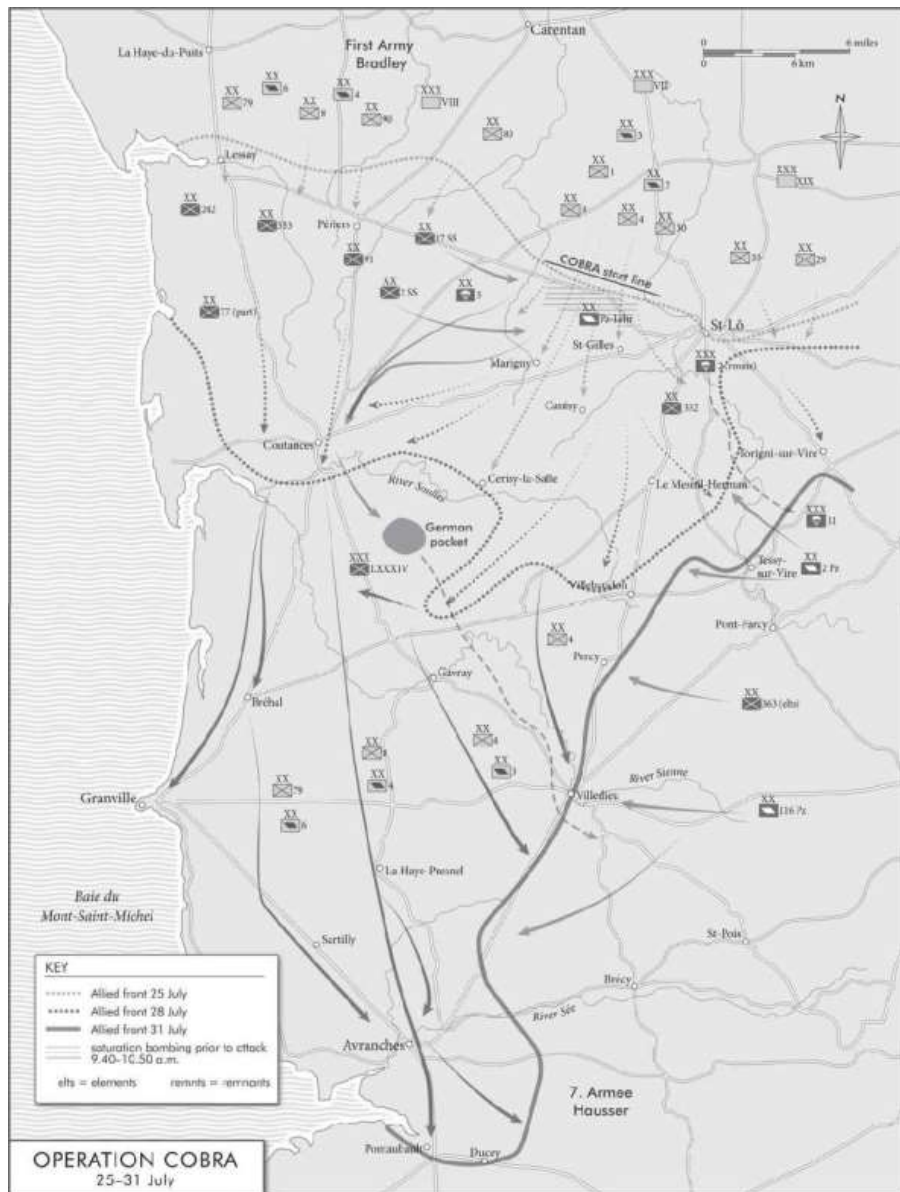 La Haye-du-Puits
First Army
Bradley
Carentan
0 6 miles
0 6 km
N
XX 79
XX 6
XX 8
XX 4
XX 90
XXX VIII
XX 83
XXX VII
XX 3
XX 1
XX 2
XXX XIX
XX 4
XX 30
XX 35
XX 29
Lessay
Périers
XX 243
XX 353
XX 91
XX 17 SS
XX 2 SS
XX 5
XX 77 (part)
COBRA start line
XX Pz-Lehr
St-Lô
St-Gilles
Marigny
Canisy
XXX
XX 352
Coutances
River Soulles
Cerisy-la-Salle
Le Mesnil-Herman
Torigni-sur-Vire
German
pocket
XXX LXXXIV
XXX II
XX 2 Pz
Tessy-
sur-Vire
Villebaudon
Pont-Farcy
XX 4
Percy
Gavray
Bréhal
XX 363 (elts)
XX 8
XX 4
XX 4
XX 3
XX 79
XX 6
Granville
River Sienne
Villedieu
XX 116 Pz
La Haye-Pesnel
Baie du
Mont-Saint-Michel
Sartilly
St-Pois
Brécy
River Sée
Avranches
KEY
Allied front 25 July
Allied front 28 July
Allied front 31 July
saturation bombing prior to attack
9.40–10.50 a.m.
elts = elements remnts = remnants
7. Armee
Hausser
Pontaubault
Ducey
OPERATION COBRA
25–31 July